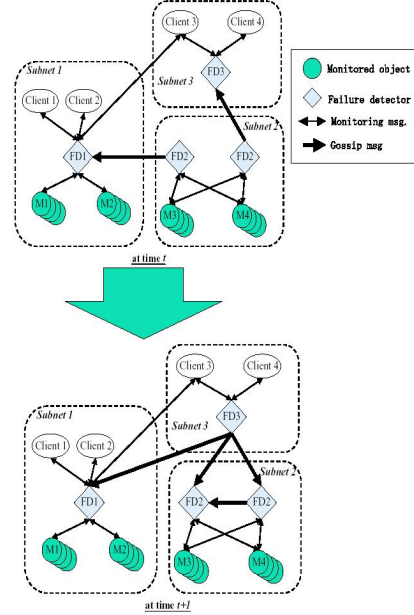 Client 3
Client 4
Subnet 1
FD3
Subnet 3
Client 1
Client 2
Subnet 2
FD1
FD2
FD2
M1
M2
M3
M4
Monitored object
Failure detector
Monitoring msg.
Gossip msg
at time t
Client 3
Client 4
Subnet 1
FD3
Subnet 3
Client 1
Client 2
Subnet 2
FD1
FD2
FD2
M1
M2
M3
M4
at time t+1